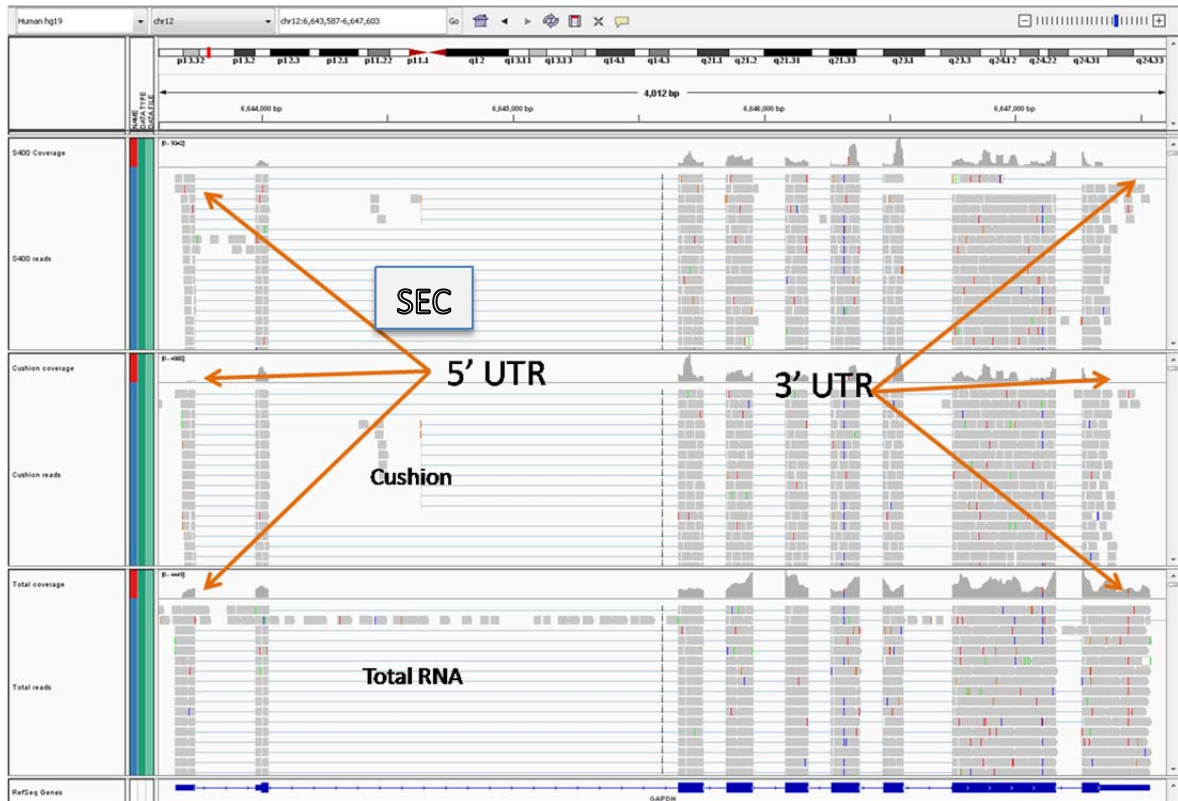 Human hg19 chr12 chr12:6,643,587-6,647,603 Go
p13.32 p13.2 p12.3 p12.1 p11.22 p11.1 q12 q13.11 q13.13 q14.1 q14.3 q21.1 q21.2 q21.31 q21.33 q23.1 q23.3 q24.12 q24.22 q24.31 q24.33
4,012 bp
6,644,000 bp 6,645,000 bp 6,646,000 bp 6,647,000 bp
NAME
DATA TYPE
DATA FILE
S400 Coverage
S400 reads
SEC
Cushion coverage
5' UTR
3' UTR
Cushion reads
Cushion
Total coverage
Total reads
Total RNA
RefSeq Genes
GAPDH